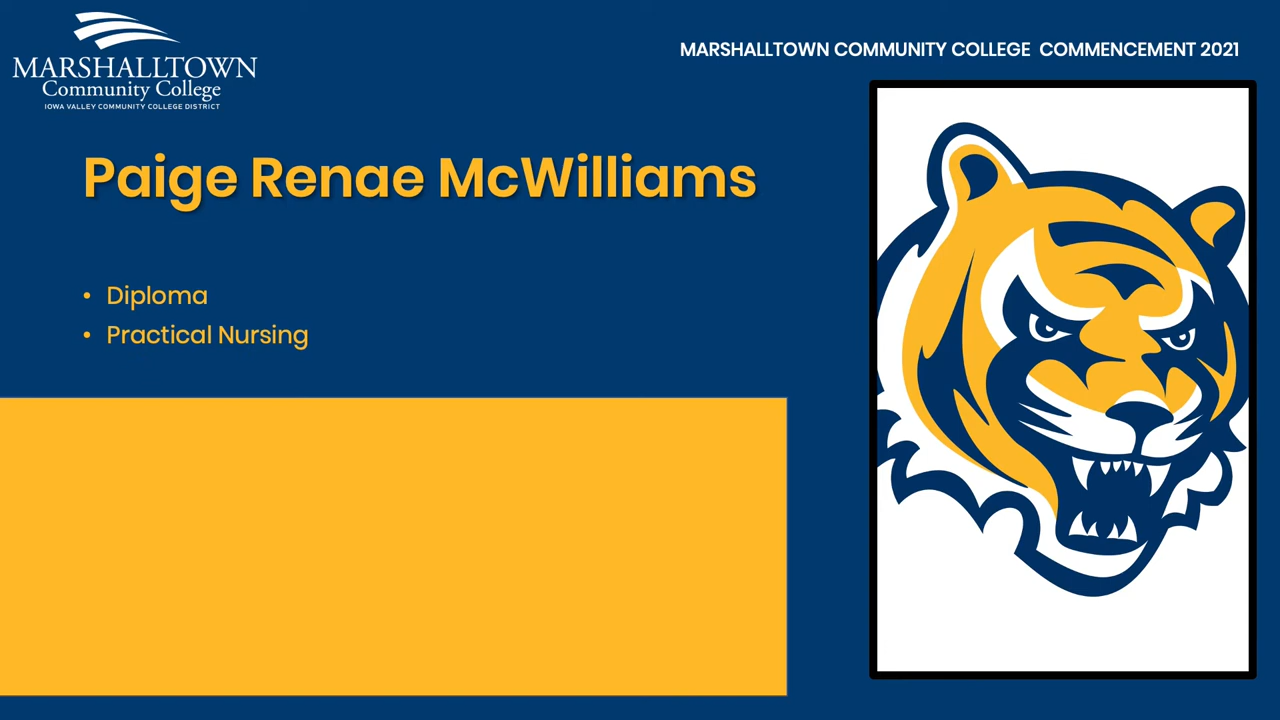 MARSHALLTOWN
Community College
IOWA VALLEY COMMUNITY COLLEGE DISTRICT
MARSHALLTOWN COMMUNITY COLLEGE  COMMENCEMENT 2021
Paige Renae McWilliams
• Diploma
• Practical Nursing